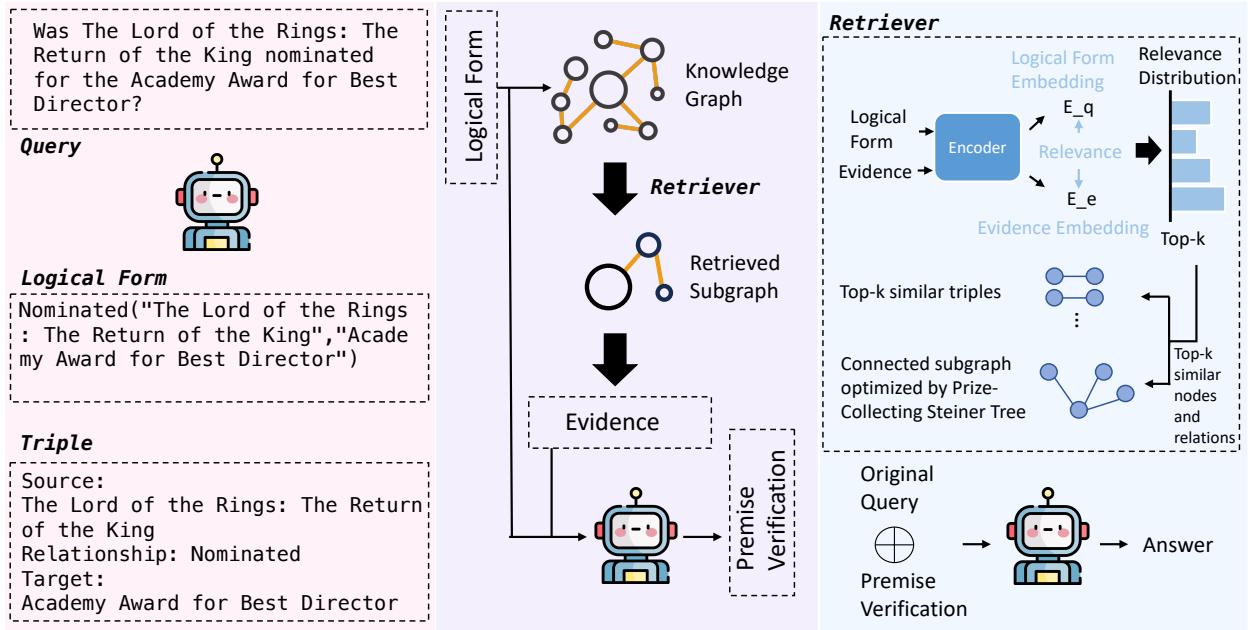 Was The Lord of the Rings: The
Return of the King nominated
for the Academy Award for Best
Director?
Query
Logical Form
Nominated("The Lord of the Rings
: The Return of the King","Acade
my Award for Best Director")
Triple
Source:
The Lord of the Rings: The Return
of the King
Relationship: Nominated
Target:
Academy Award for Best Director
Logical Form
Knowledge
Graph
Retriever
Retrieved
Subgraph
Evidence
Premise
Verification
Retriever
Logical Form
Embedding
Relevance
Distribution
Logical
Form
Evidence
Encoder
E_q
Relevance
E_e
Evidence Embedding
Top-k
Top-k similar triples
...
Connected subgraph
optimized by Prize-
Collecting Steiner Tree
Top-k
similar
nodes
and
relations
Original
Query
Premise
Verification
Answer